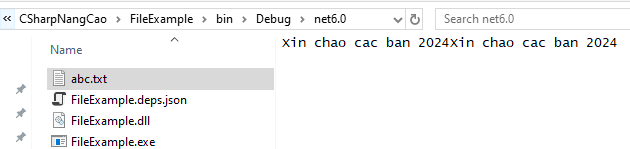 CSharpNangCao FileExample bin Debug net6.0 Search net6.0
Name
Xin chao cac ban 2024Xin chao cac ban 2024
abc.txt
FileExample.deps.json
FileExample.dll
FileExample.exe